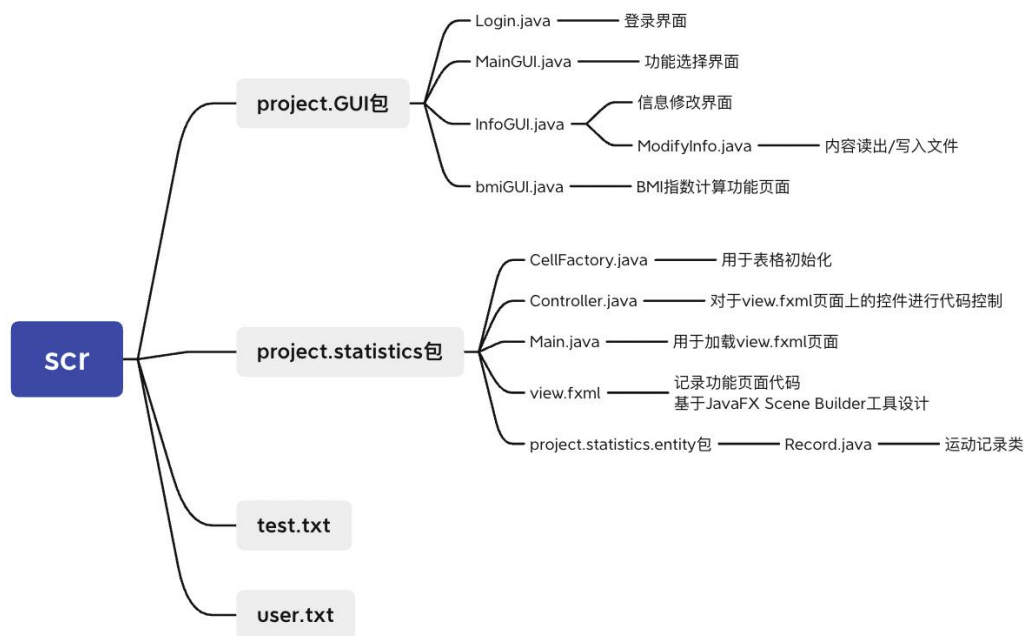 scr
project.GUI包
Login.java
登录界面
MainGUI.java
功能选择界面
InfoGUI.java
信息修改界面
ModifyInfo.java
内容读出/写入文件
bmiGUI.java
BMI指数计算功能页面
project.statistics包
CellFactory.java
用于表格初始化
Controller.java
对于view.fxml页面上的控件进行代码控制
Main.java
用于加载view.fxml页面
view.fxml
记录功能页面代码
基于JavaFX Scene Builder工具设计
project.statistics.entity包
Record.java
运动记录类
test.txt
user.txt